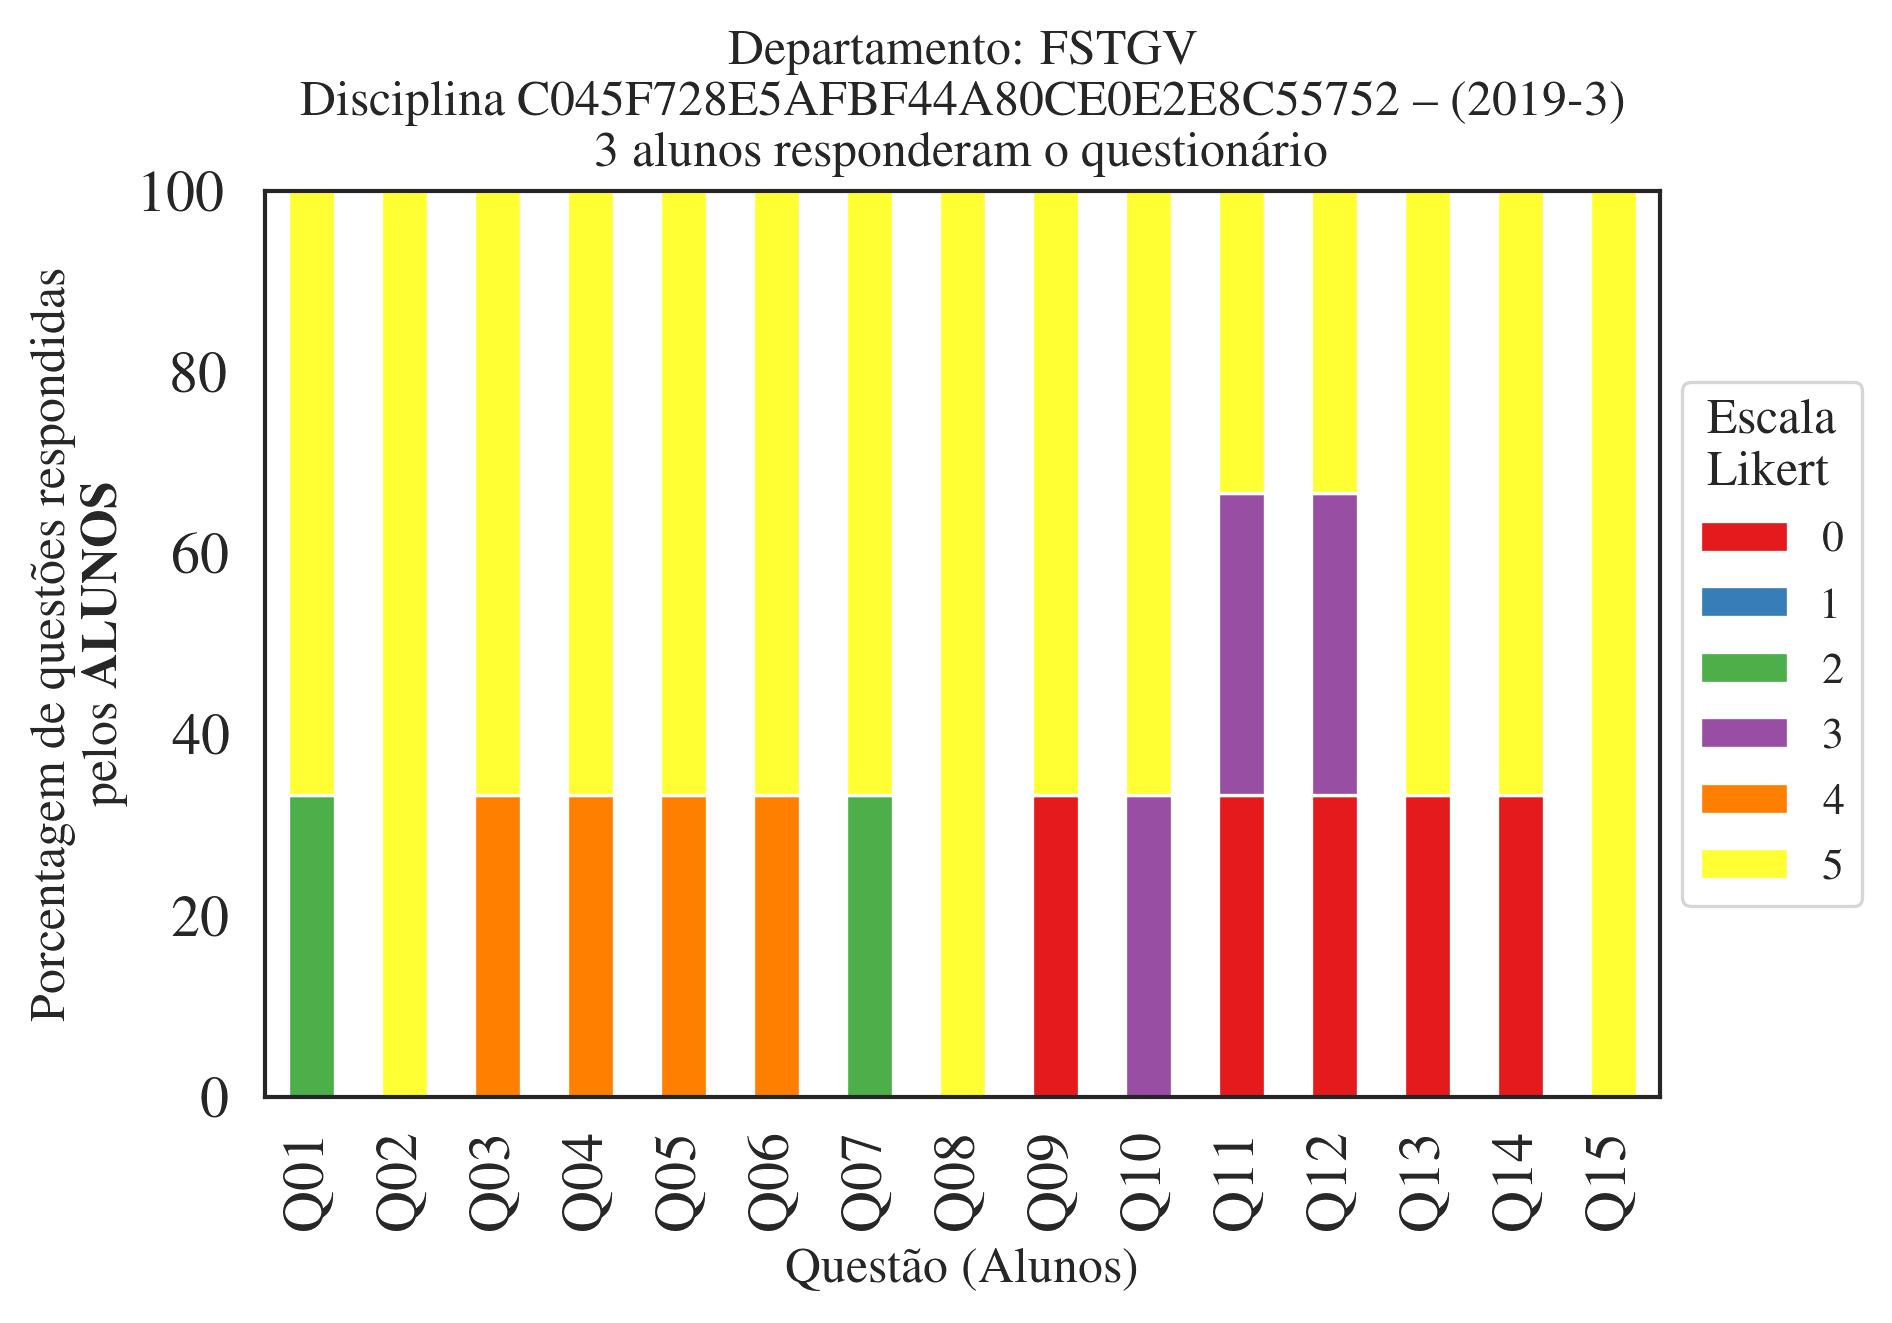 Departamento: FSTGV
Disciplina C045F728E5AFBF44A80CE0E2E8C55752 – (2019-3)
3 alunos responderam o questionário
Porcentagem de questões respondidas
pelos ALUNOS
100
80
60
40
20
0
Q01
Q02
Q03
Q04
Q05
Q06
Q07
Q08
Q09
Q10
Q11
Q12
Q13
Q14
Q15
Questão (Alunos)
Escala
Likert
0
1
2
3
4
5